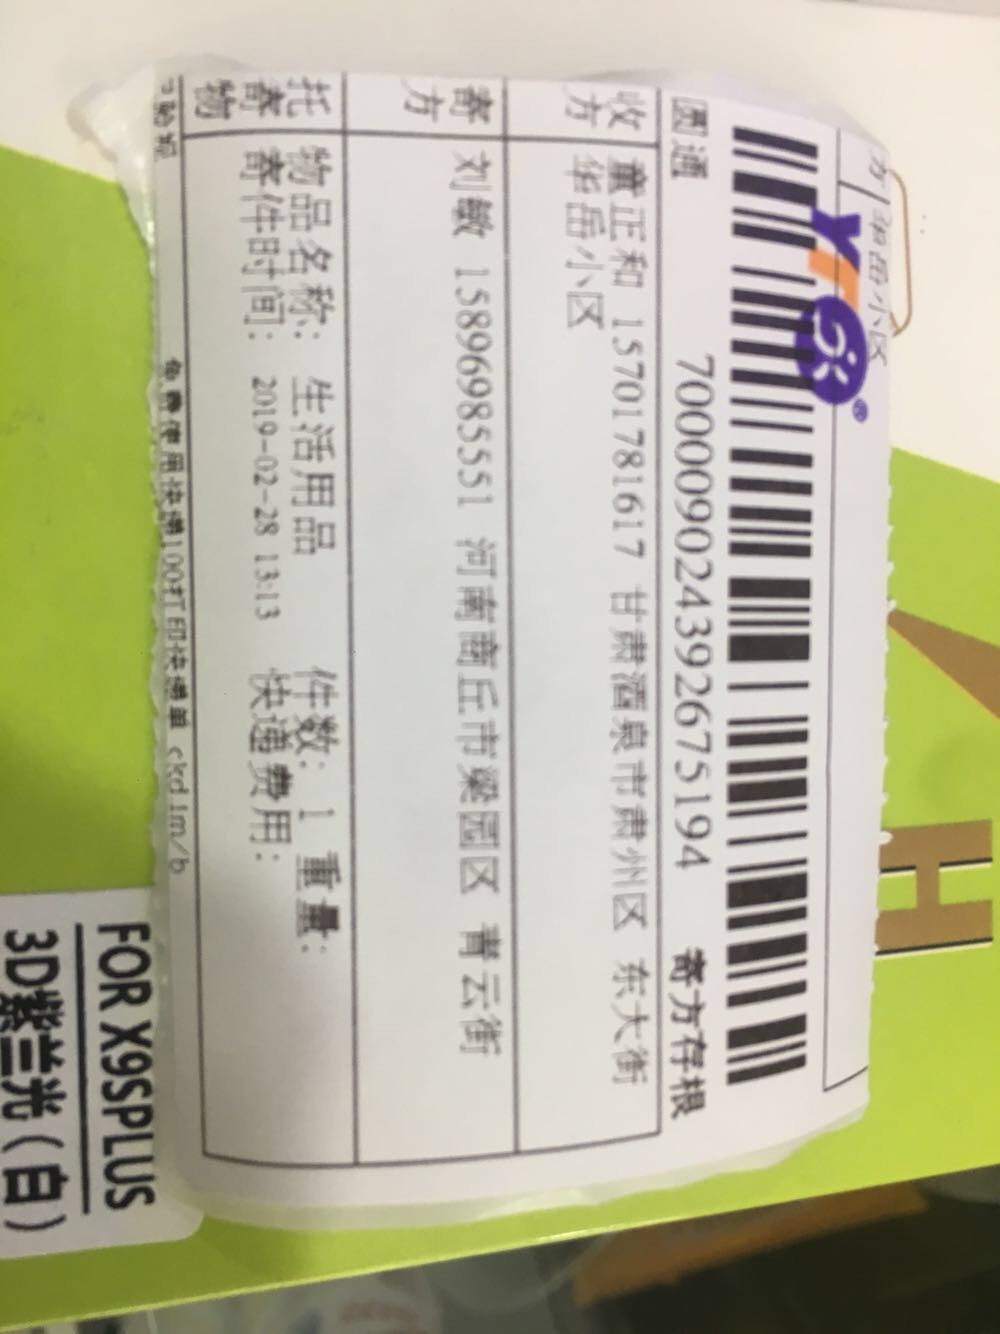 方 华岳小区
YTO®
圆通 700009024392675194 寄方存根
收方 童正和 15701781617 甘肃酒泉市肃州区 东大街
华岳小区
寄方 刘敏 15896985551 河南商丘市梁园区 青云街
托寄物 物品名称: 生活用品 件数: 1 重量:
寄件时间: 2019-02-28 13:13 快递费用:
免费使用快递100打印快递单 ckd.im/b
H
FOR X9SPLUS
3D紫兰光(白)